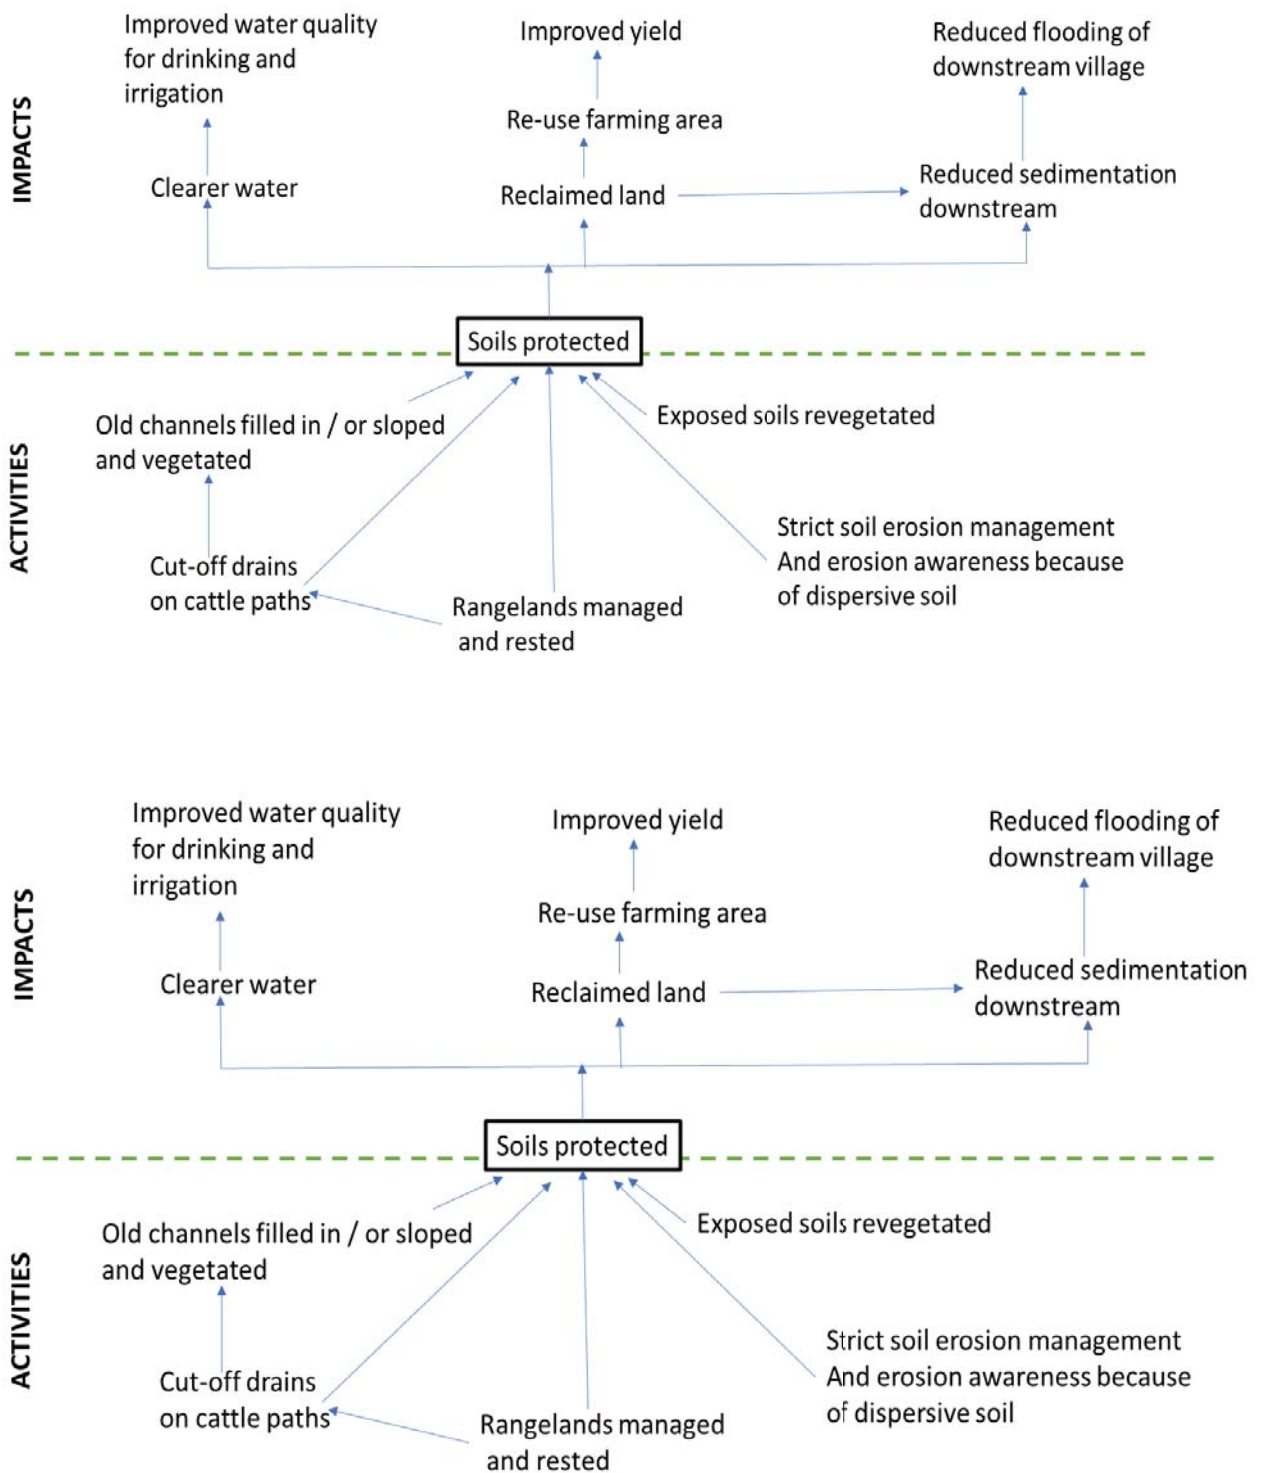 IMPACTS
Improved water quality
for drinking and
irrigation
Improved yield
Reduced flooding of
downstream village
Re-use farming area
Clearer water
Reclaimed land
Reduced sedimentation
downstream
Soils protected
ACTIVITIES
Old channels filled in / or sloped
and vegetated
Exposed soils revegetated
Cut-off drains
on cattle paths
Rangelands managed
and rested
Strict soil erosion management
And erosion awareness because
of dispersive soil
IMPACTS
Improved water quality
for drinking and
irrigation
Improved yield
Reduced flooding of
downstream village
Re-use farming area
Clearer water
Reclaimed land
Reduced sedimentation
downstream
Soils protected
ACTIVITIES
Old channels filled in / or sloped
and vegetated
Exposed soils revegetated
Cut-off drains
on cattle paths
Rangelands managed
and rested
Strict soil erosion management
And erosion awareness because
of dispersive soil